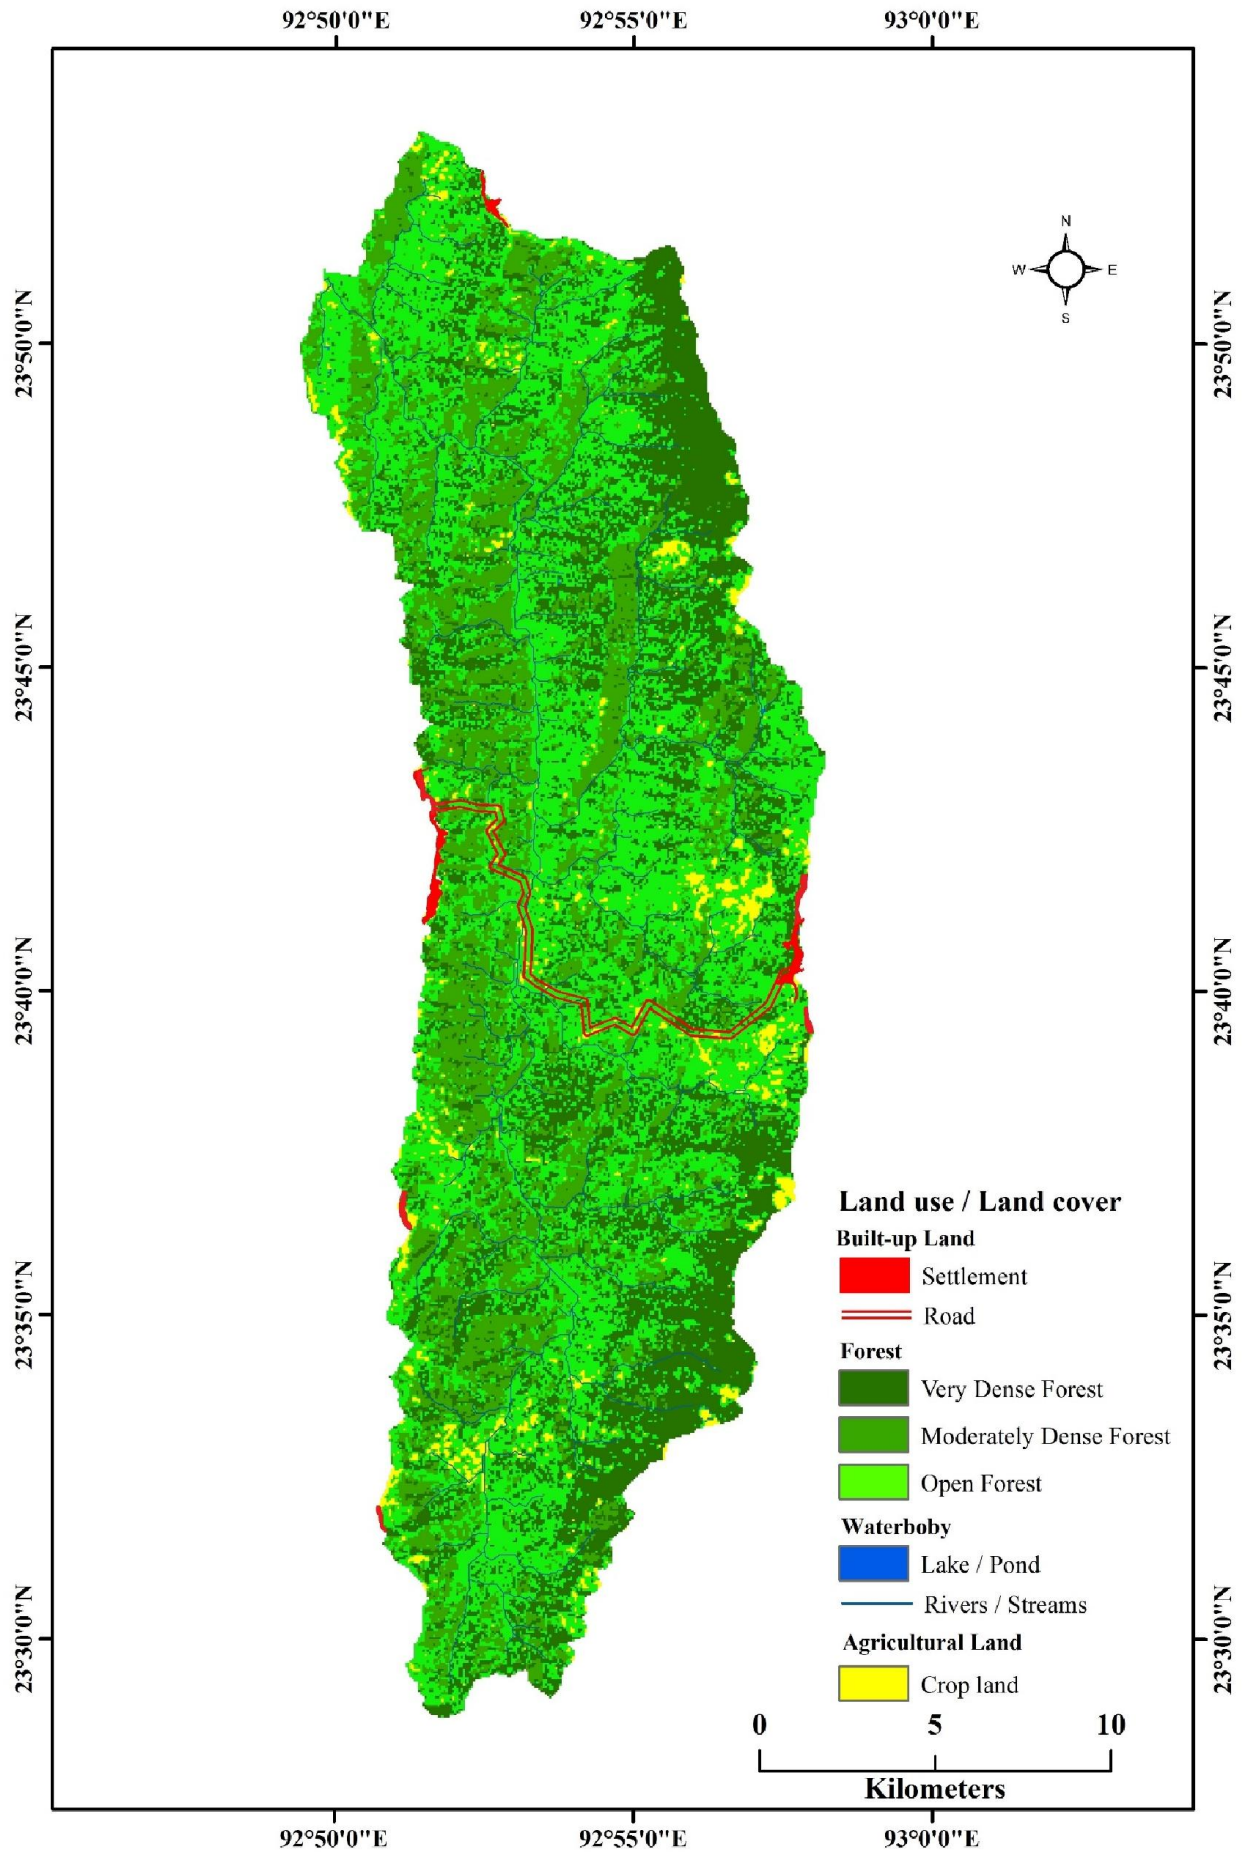 92°50'0"E 92°55'0"E 93°0'0"E
N
W E
S
23°50'0"N 23°50'0"N
23°45'0"N 23°45'0"N
23°40'0"N 23°40'0"N
23°35'0"N 23°35'0"N
23°30'0"N 23°30'0"N
Land use / Land cover
Built-up Land
Settlement
Road
Forest
Very Dense Forest
Moderately Dense Forest
Open Forest
Waterboby
Lake / Pond
Rivers / Streams
Agricultural Land
Crop land
0 5 10
Kilometers
92°50'0"E 92°55'0"E 93°0'0"E